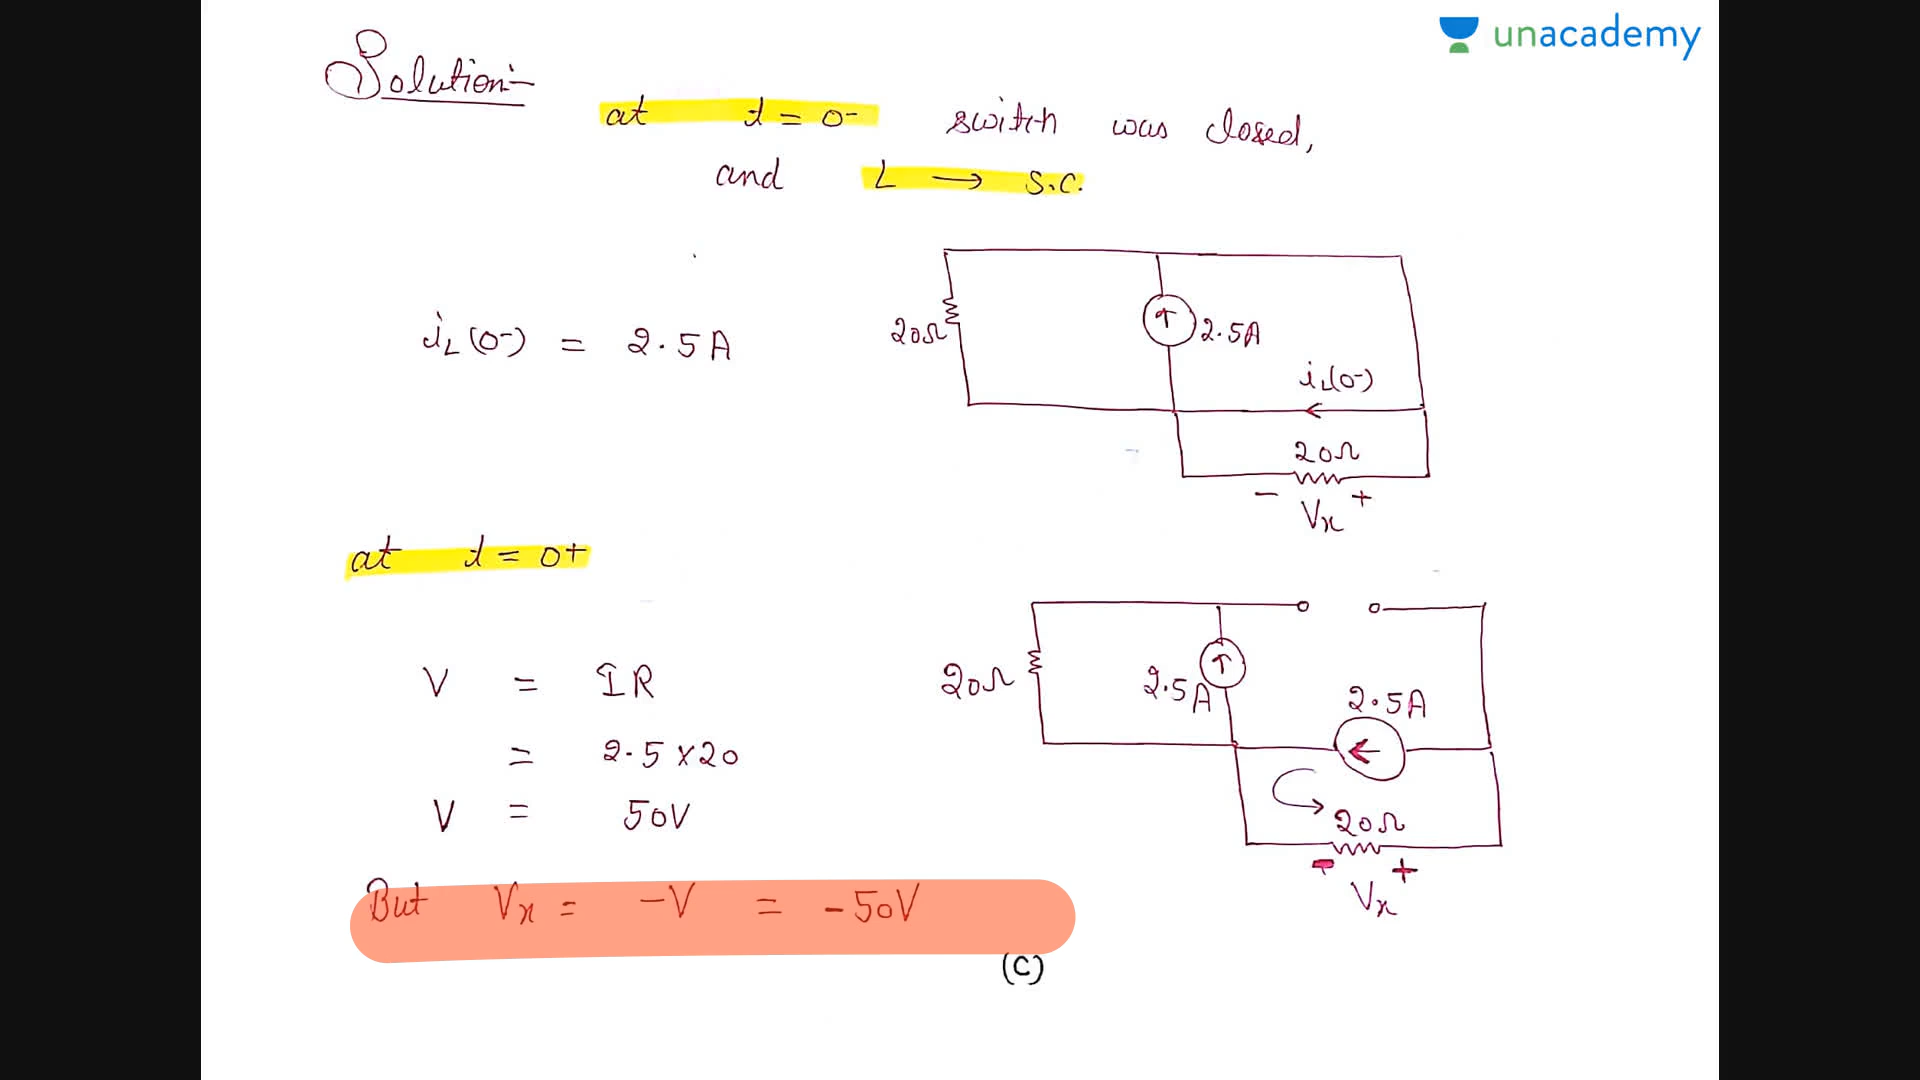 unacademy
Solution:-
at t = 0- switch was closed,
and L → s.c.
iL(0-) = 2.5A
20Ω
2.5A
iL(0-)
20Ω
- Vx +
at t = 0+
V = IR
= 2.5 x 20
V = 50V
20Ω
2.5A
2.5A
20Ω
- Vx +
But Vx = -V = -50V
(C)